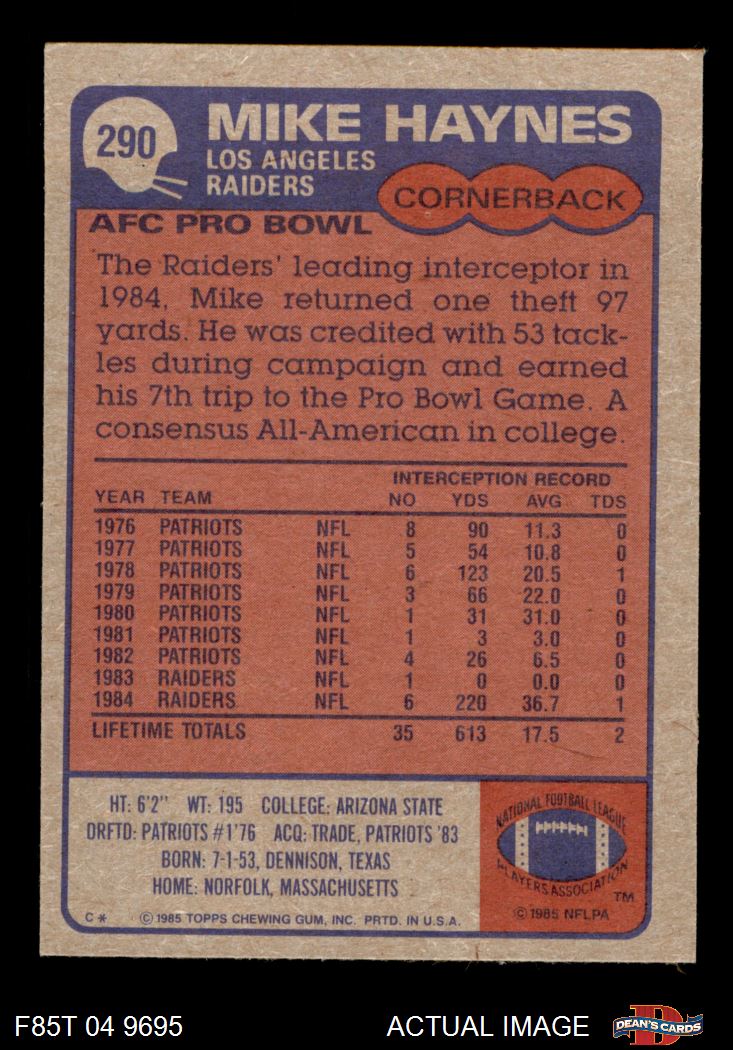 290
MIKE HAYNES
LOS ANGELES
RAIDERS
CORNERBACK
AFC PRO BOWL
The Raiders' leading interceptor in
1984, Mike returned one theft 97
yards. He was credited with 53 tack-
les during campaign and earned
his 7th trip to the Pro Bowl Game. A
consensus All-American in college.
INTERCEPTION RECORD
YEAR TEAM NO YDS AVG TDS
1976 PATRIOTS NFL 8 90 11.3 0
1977 PATRIOTS NFL 5 54 10.8 0
1978 PATRIOTS NFL 6 123 20.5 1
1979 PATRIOTS NFL 3 66 22.0 0
1980 PATRIOTS NFL 1 31 31.0 0
1981 PATRIOTS NFL 1 3 3.0 0
1982 PATRIOTS NFL 4 26 6.5 0
1983 RAIDERS NFL 1 0 0.0 0
1984 RAIDERS NFL 6 220 36.7 1
LIFETIME TOTALS 35 613 17.5 2
HT: 6'2" WT: 195 COLLEGE: ARIZONA STATE
DRFTD: PATRIOTS #1'76 ACQ: TRADE, PATRIOTS '83
BORN: 7-1-53, DENNISON, TEXAS
HOME: NORFOLK, MASSACHUSETTS
C* © 1985 TOPPS CHEWING GUM, INC. PRTD. IN U.S.A.
NATIONAL FOOTBALL LEAGUE
PLAYERS ASSOCIATION
TM
© 1985 NFLPA
F85T 04 9695
ACTUAL IMAGE
D
DEAN'S CARDS